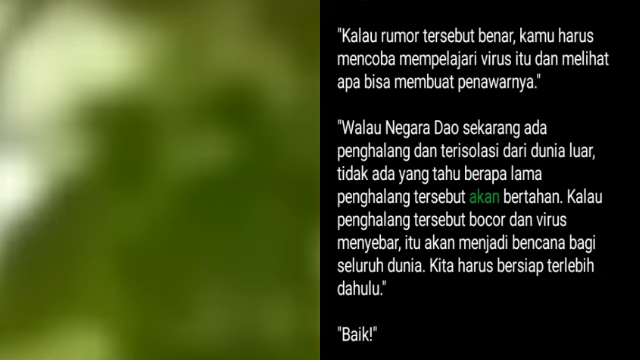 "Kalau rumor tersebut benar, kamu harus
mencoba mempelajari virus itu dan melihat
apa bisa membuat penawarnya."
"Walau Negara Dao sekarang ada
penghalang dan terisolasi dari dunia luar,
tidak ada yang tahu berapa lama
penghalang tersebut akan bertahan. Kalau
penghalang tersebut bocor dan virus
menyebar, itu akan menjadi bencana bagi
seluruh dunia. Kita harus bersiap terlebih
dahulu."
"Baik!"